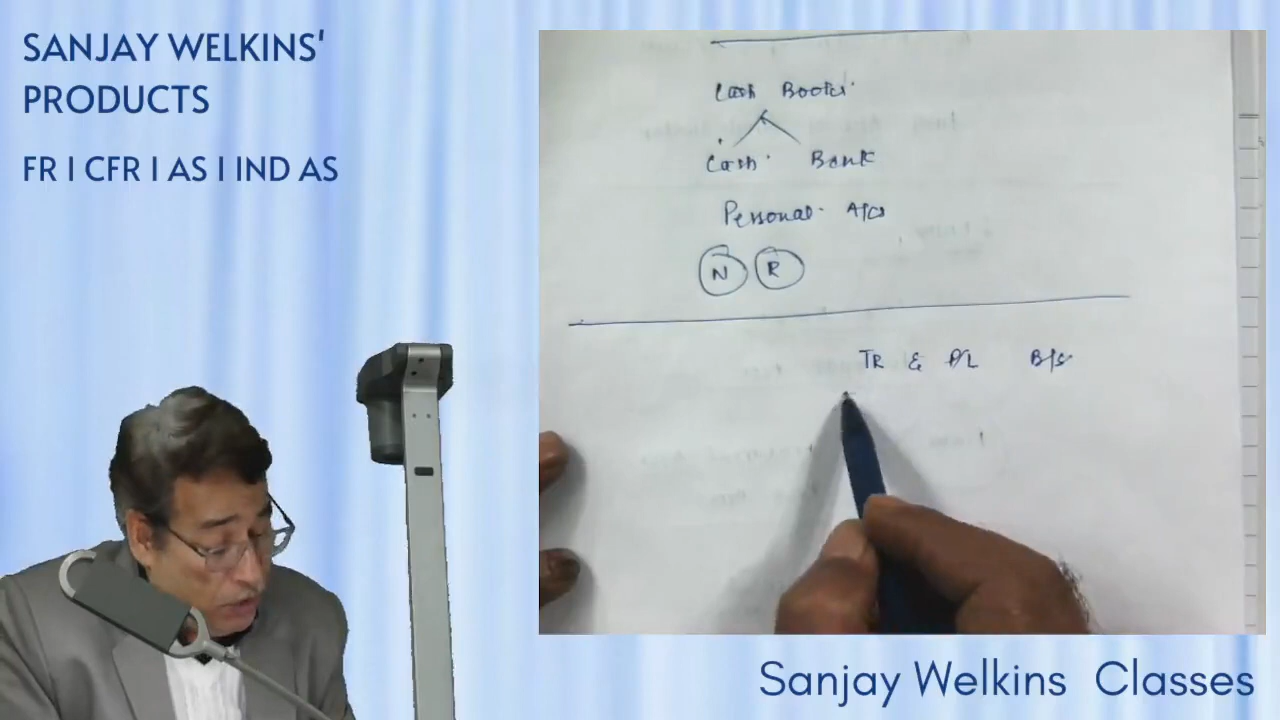 SANJAY WELKINS'
PRODUCTS
FR I CFR I AS I IND AS
Cash Books
Cash Bank
Personal A/cs
N R
TR & P/L B/S
Sanjay Welkins Classes